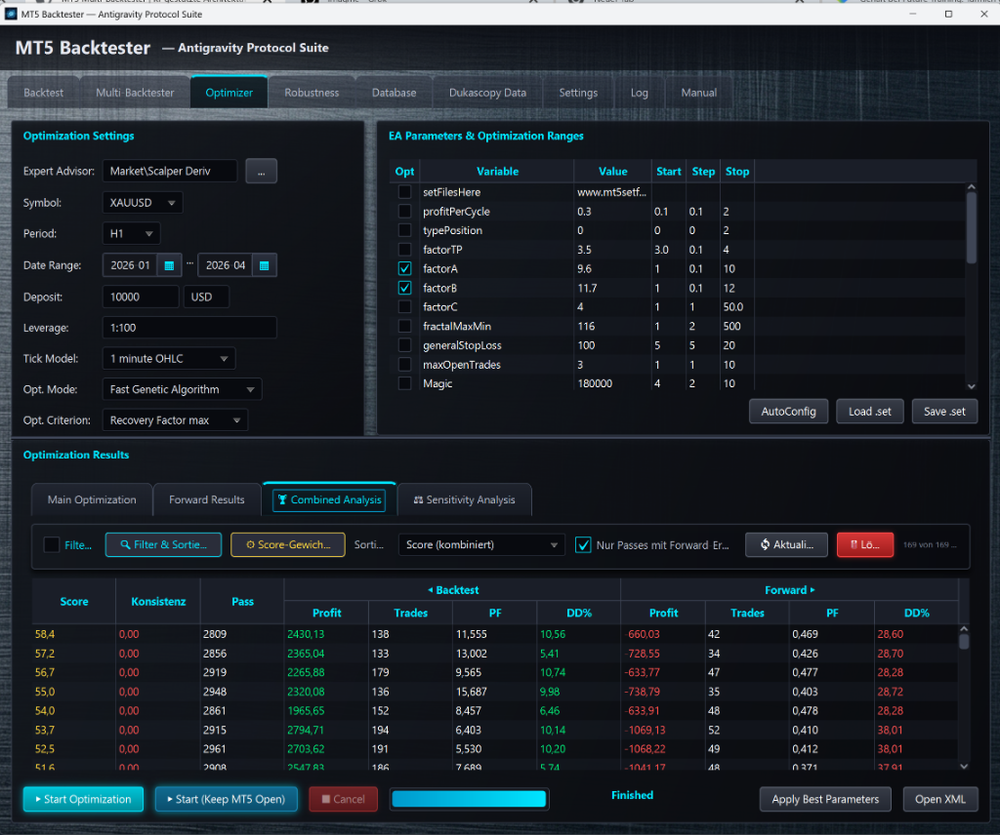 MT5 Backtester — Antigravity Protocol Suite
MT5 Backtester — Antigravity Protocol Suite
Backtest Multi-Backtester Optimizer Robustness Database Dukascopy Data Settings Log Manual
Optimization Settings
Expert Advisor: Market\Scalper Deriv ...
Symbol: XAUUSD
Period: H1
Date Range: 2026 01 ... 2026 04
Deposit: 10000 USD
Leverage: 1:100
Tick Model: 1 minute OHLC
Opt. Mode: Fast Genetic Algorithm
Opt. Criterion: Recovery Factor max
EA Parameters & Optimization Ranges
Opt Variable Value Start Step Stop
setFilesHere www.mt5setf...
profitPerCycle 0.3 0.1 0.1 2
typePosition 0 0 0 2
factorTP 3.5 3.0 0.1 4
factorA 9.6 1 0.1 10
factorB 11.7 1 0.1 12
factorC 4 1 1 50.0
fractalMaxMin 116 1 2 500
generalStopLoss 100 5 5 20
maxOpenTrades 3 1 1 10
Magic 180000 4 2 10
AutoConfig Load .set Save .set
Optimization Results
Main Optimization Forward Results Combined Analysis Sensitivity Analysis
Filte... Filter & Sortie... Score-Gewich... Sorti... Score (kombiniert) Nur Passes mit Forward Er... Aktuali... Lö... 169 von 169 ...
Score Konsistenz Pass ◂ Backtest Forward ▸
Profit Trades PF DD% Profit Trades PF DD%
58,4 0,00 2809 2430,13 138 11,555 10,56 -660,03 42 0,469 28,60
57,2 0,00 2856 2365,04 133 13,002 5,41 -728,55 34 0,426 28,70
56,7 0,00 2919 2265,88 179 9,565 10,74 -633,77 47 0,477 28,28
55,0 0,00 2948 2320,08 136 15,687 9,98 -738,79 35 0,403 28,72
54,0 0,00 2861 1965,65 152 8,457 6,46 -633,91 48 0,478 28,28
53,7 0,00 2915 2794,71 194 6,403 10,14 -1069,13 52 0,410 38,01
52,5 0,00 2961 2703,62 191 5,530 10,20 -1068,22 49 0,412 38,01
51,6 0,00 2908 2547,83 186 7,689 5,74 -1041,17 48 0,371 37,91
▸ Start Optimization ▸ Start (Keep MT5 Open) Cancel Finished Apply Best Parameters Open XML